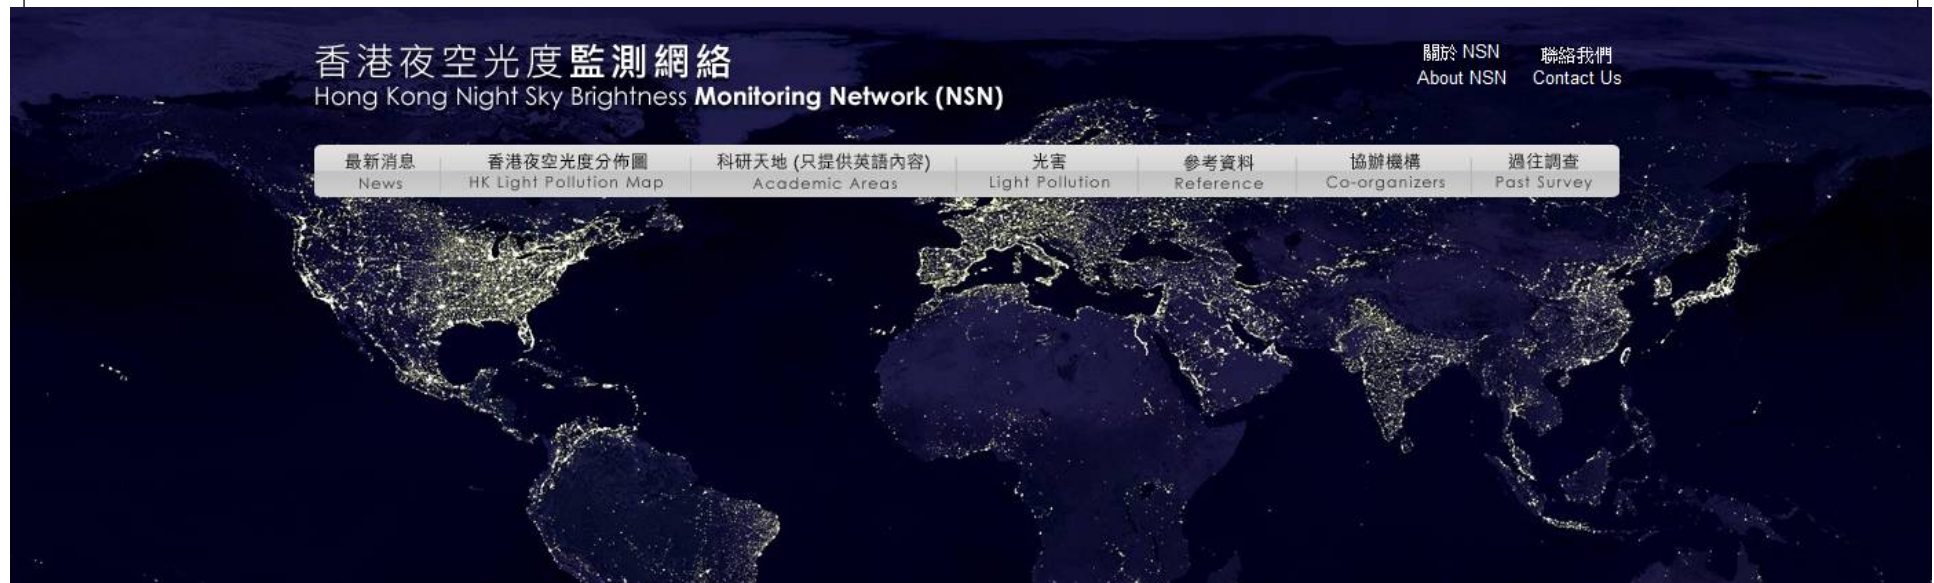 香港夜空光度監測網絡
Hong Kong Night Sky Brightness Monitoring Network (NSN)
關於 NSN 聯絡我們
About NSN Contact Us
最新消息 香港夜空光度分佈圖 科研天地 (只提供英語內容) 光害 參考資料 協辦機構 過往調查
News HK Light Pollution Map Academic Areas Light Pollution Reference Co-organizers Past Survey